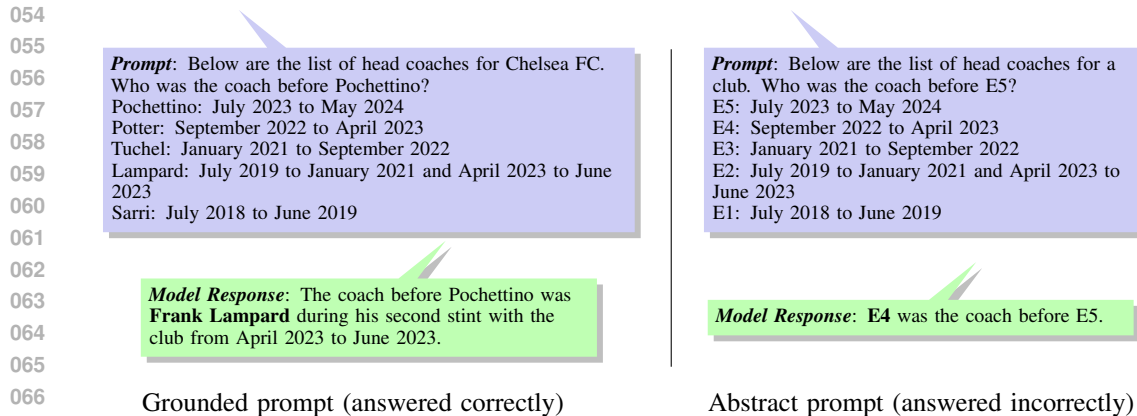 054
055
056
057
058
059
060
061
062
063
064
065
066
Prompt: Below are the list of head coaches for Chelsea FC.
Who was the coach before Pochettino?
Pochettino: July 2023 to May 2024
Potter: September 2022 to April 2023
Tuchel: January 2021 to September 2022
Lampard: July 2019 to January 2021 and April 2023 to June
2023
Sarri: July 2018 to June 2019
Model Response: The coach before Pochettino was
Frank Lampard during his second stint with the
club from April 2023 to June 2023.
Grounded prompt (answered correctly)
Prompt: Below are the list of head coaches for a
club. Who was the coach before E5?
E5: July 2023 to May 2024
E4: September 2022 to April 2023
E3: January 2021 to September 2022
E2: July 2019 to January 2021 and April 2023 to
June 2023
E1: July 2018 to June 2019
Model Response: E4 was the coach before E5.
Abstract prompt (answered incorrectly)